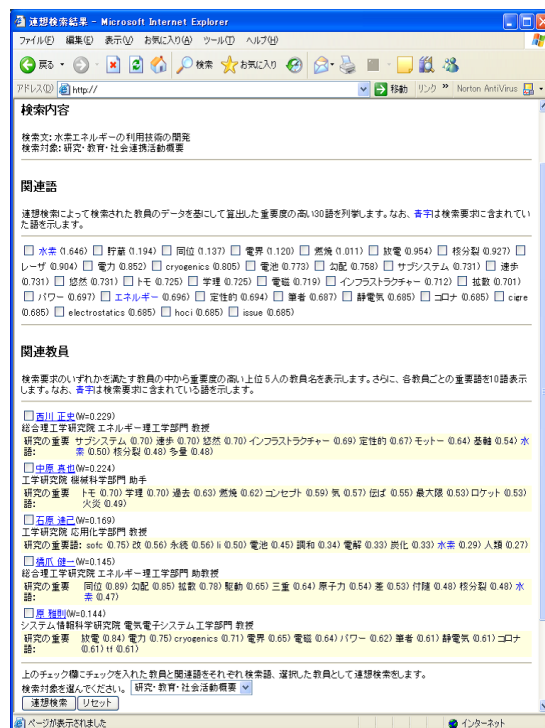 連想検索結果 - Microsoft Internet Explorer
ファイル(F) 編集(E) 表示(V) お気に入り(A) ツール(T) ヘルプ(H)
戻る 検索 お気に入り
アドレス(D) http:// 移動 リンク » Norton AntiVirus
検索内容
検索文: 水素エネルギーの利用技術の開発
検索対象: 研究・教育・社会連携活動概要
関連語
連想検索によって検索された教員のデータを基にして算出した重要度の高い30語を列挙します。なお、青字は検索要求に含まれてい
た語を示します。
水素 (1.646) 貯蔵 (1.194) 同位 (1.137) 電界 (1.120) 燃焼 (1.011) 放電 (0.954) 核分裂 (0.927)
レーザ (0.904) 電力 (0.852) cryogenics (0.805) 電池 (0.773) 勾配 (0.758) サブシステム (0.731) 速歩
(0.731) 悠然 (0.731) トモ (0.725) 学理 (0.725) 電磁 (0.719) インフラストラクチャー (0.712) 拡散 (0.701)
パワー (0.697) エネルギー (0.696) 定性的 (0.694) 筆者 (0.687) 静電気 (0.685) コロナ (0.685) cigre
(0.685) electrostatics (0.685) hoci (0.685) issue (0.685)
関連教員
検索要求のいずれかを満たす教員の中から重要度の高い上位5人の教員名を表示します。さらに、各教員ごとの重要語を10語表示
します。なお、青字は検索要求に含まれている語を示します。
西川 正史(W=0.229)
総合理工学研究院 エネルギー理工学部門 教授
研究の重要 サブシステム (0.70) 速歩 (0.70) 悠然 (0.70) インフラストラクチャー (0.69) 定性的 (0.67) モットー (0.64) 基軸 (0.54) 水
語: 素 (0.50) 核分裂 (0.48) 多量 (0.48)
中原 真也(W=0.224)
工学研究院 機械科学部門 助手
研究の重要 トモ (0.70) 学理 (0.70) 過去 (0.63) 燃焼 (0.62) コンセプト (0.59) 気 (0.57) 伝ば (0.55) 最大限 (0.53) ロケット (0.53)
語: 火炎 (0.49)
石原 達己(W=0.169)
工学研究院 応用化学部門 教授
研究の重要語: sofc (0.75) 改 (0.56) 永続 (0.56) li (0.50) 電池 (0.45) 調和 (0.34) 電解 (0.33) 炭化 (0.33) 水素 (0.29) 人類 (0.27)
橋爪 健一(W=0.145)
総合理工学研究院 エネルギー理工学部門 助教授
研究の重要 同位 (0.89) 勾配 (0.85) 拡散 (0.78) 駆動 (0.65) 三重 (0.64) 原子力 (0.54) 差 (0.53) 付随 (0.48) 核分裂 (0.48) 水
語: 素 (0.47)
原 雅則(W=0.144)
システム情報科学研究院 電気電子システム工学部門 教授
研究の重要 放電 (0.84) 電力 (0.75) cryogenics (0.71) 電界 (0.65) 電磁 (0.64) パワー (0.62) 筆者 (0.61) 静電気 (0.61) コロナ
語: (0.61) tf (0.61)
上のチェック欄にチェックを入れた教員と関連語をそれぞれ検索語、選択した教員として連想検索をします。
検索対象を選んでください。 研究・教育・社会活動概要
連想検索 リセット
ページが表示されました インターネット